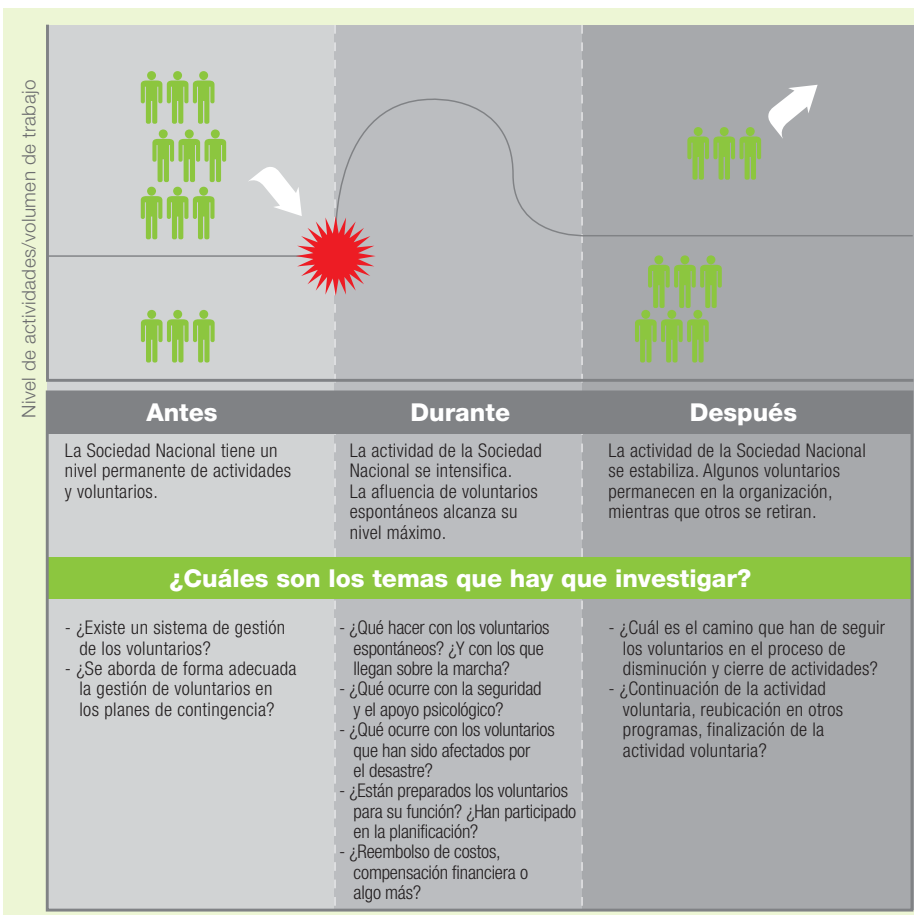 Nivel de actividades/volumen de trabajo
Antes
La Sociedad Nacional tiene un
nivel permanente de actividades
y voluntarios.
Durante
La actividad de la Sociedad
Nacional se intensifica.
La afluencia de voluntarios
espontáneos alcanza su
nivel máximo.
Después
La actividad de la Sociedad Nacional
se estabiliza. Algunos voluntarios
permanecen en la organización,
mientras que otros se retiran.
¿Cuáles son los temas que hay que investigar?
- ¿Existe un sistema de gestión
de los voluntarios?
- ¿Se aborda de forma adecuada
la gestión de voluntarios en
los planes de contingencia?
- ¿Qué hacer con los voluntarios
espontáneos? ¿Y con los que
llegan sobre la marcha?
- ¿Qué ocurre con la seguridad
y el apoyo psicológico?
- ¿Qué ocurre con los voluntarios
que han sido afectados por
el desastre?
- ¿Están preparados los voluntarios
para su función? ¿Han participado
en la planificación?
- ¿Reembolso de costos,
compensación financiera o
algo más?
- ¿Cuál es el camino que han de seguir
los voluntarios en el proceso de
disminución y cierre de actividades?
- ¿Continuación de la actividad
voluntaria, reubicación en otros
programas, finalización de la
actividad voluntaria?